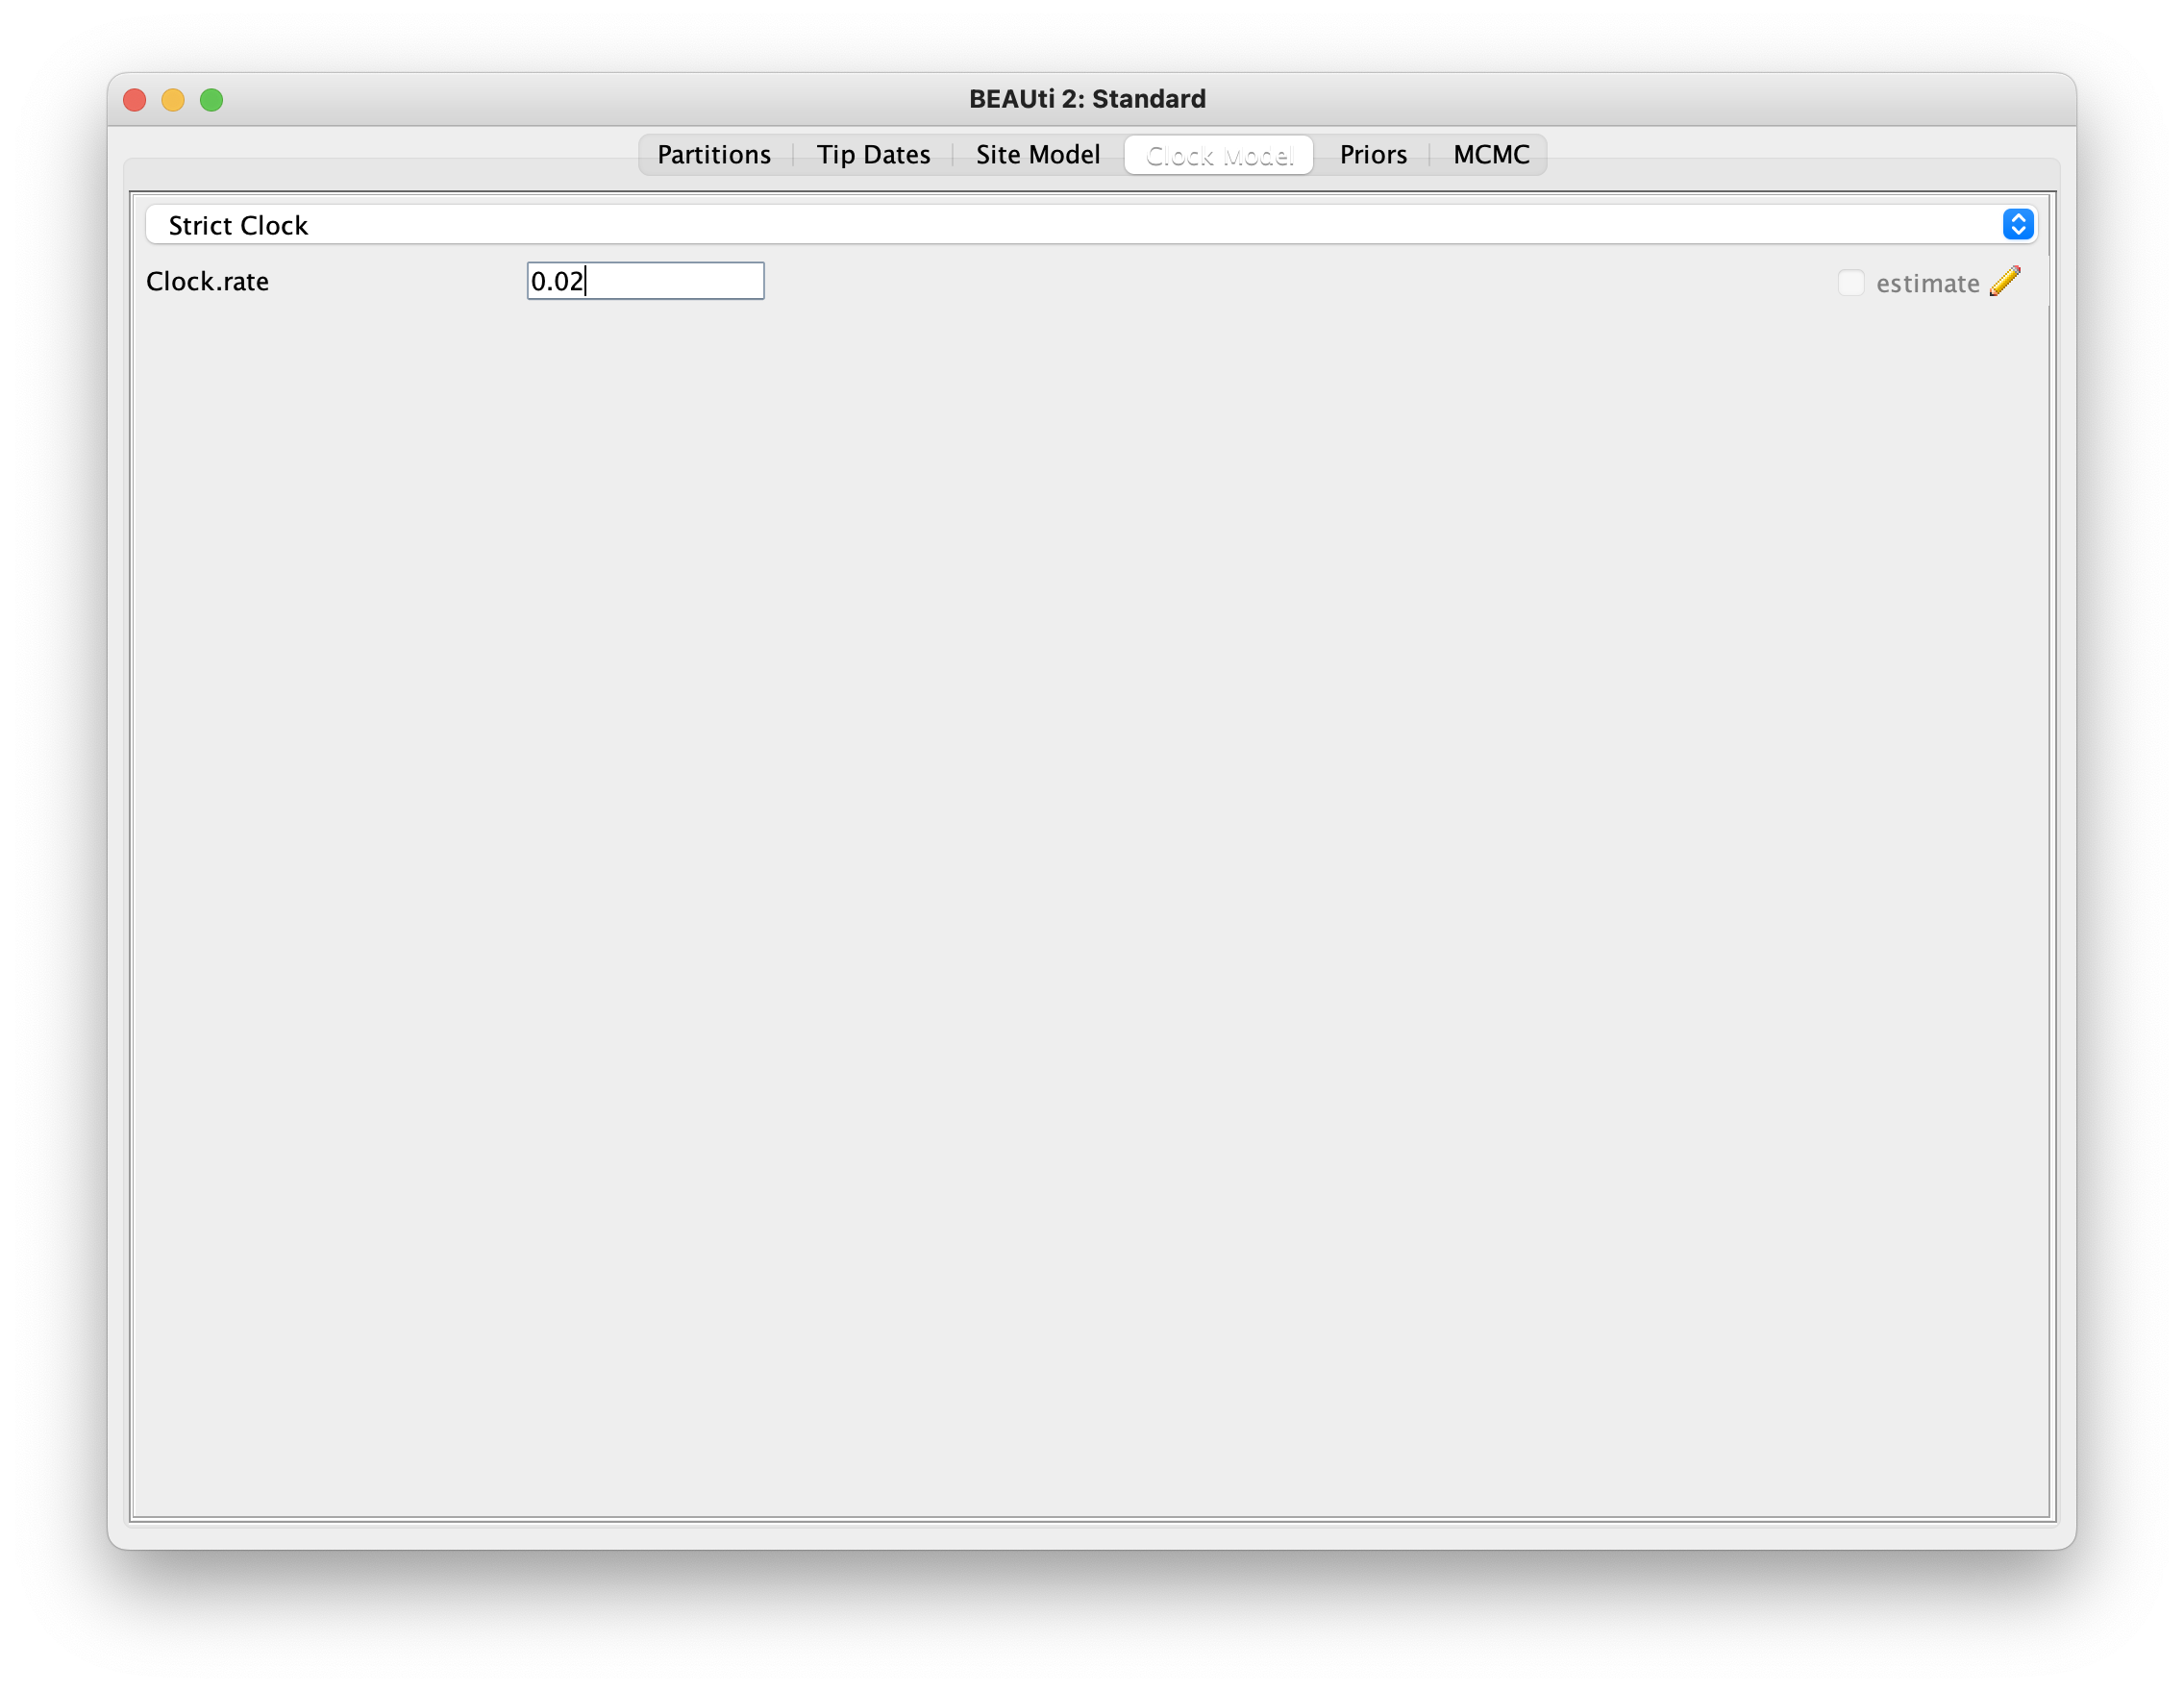 BEAUti 2: Standard
Partitions Tip Dates Site Model Clock Model Priors MCMC
Strict Clock
Clock.rate 0.02 estimate